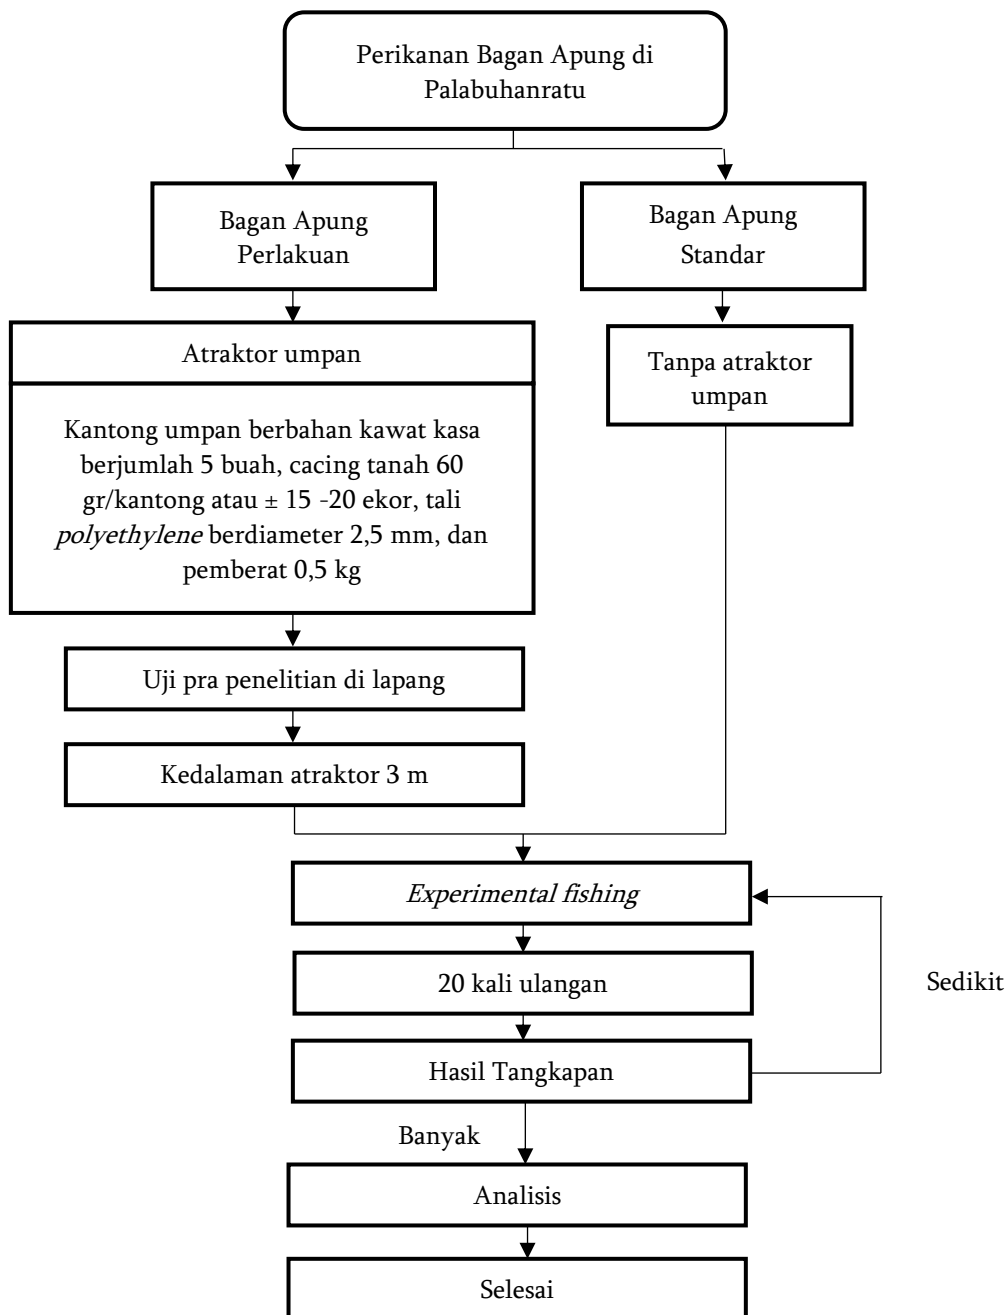 Perikanan Bagan Apung di
Palabuhanratu
Bagan Apung
Perlakuan
Bagan Apung
Standar
Atraktor umpan
Tanpa atraktor
umpan
Kantong umpan berbahan kawat kasa
berjumlah 5 buah, cacing tanah 60
gr/kantong atau ± 15 -20 ekor, tali
polyethylene berdiameter 2,5 mm, dan
pemberat 0,5 kg
Uji pra penelitian di lapang
Kedalaman atraktor 3 m
Experimental fishing
20 kali ulangan
Sedikit
Hasil Tangkapan
Banyak
Analisis
Selesai